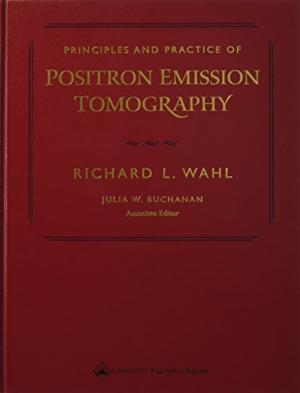 PRINCIPLES AND PRACTICE OF
POSITRON EMISSION
TOMOGRAPHY
RICHARD L. WAHL
JULIA W. BUCHANAN
Associate Editor